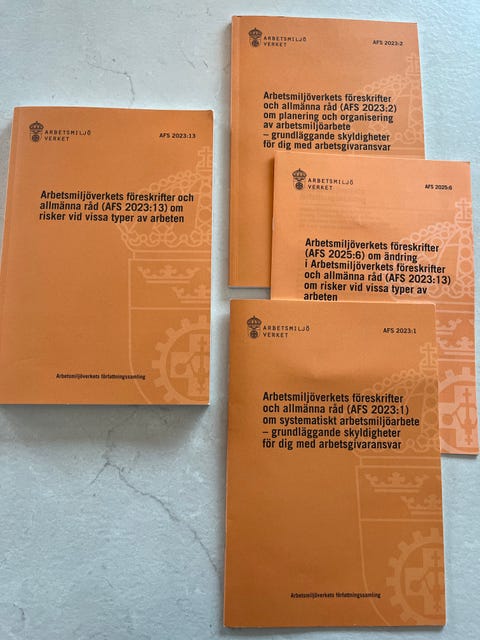 ARBETSMILJÖ
VERKET
AFS 2023:13
Arbetsmiljöverkets föreskrifter och
allmänna råd (AFS 2023:13) om
risker vid vissa typer av arbeten
Arbetsmiljöverkets författningssamling
ARBETSMILJÖ
VERKET
AFS 2023:2
Arbetsmiljöverkets föreskrifter
och allmänna råd (AFS 2023:2)
om planering och organisering
av arbetsmiljöarbete
– grundläggande skyldigheter
för dig med arbetsgivaransvar
ARBETSMILJÖ
VERKET
AFS 2025:6
Arbetsmiljöverkets föreskrifter
(AFS 2025:6) om ändring
i Arbetsmiljöverkets föreskrifter
och allmänna råd (AFS 2023:13)
om risker vid vissa typer av
arbeten
ARBETSMILJÖ
VERKET
AFS 2023:1
Arbetsmiljöverkets föreskrifter
och allmänna råd (AFS 2023:1)
om systematiskt arbetsmiljöarbete
– grundläggande skyldigheter
för dig med arbetsgivaransvar
Arbetsmiljöverkets författningssamling